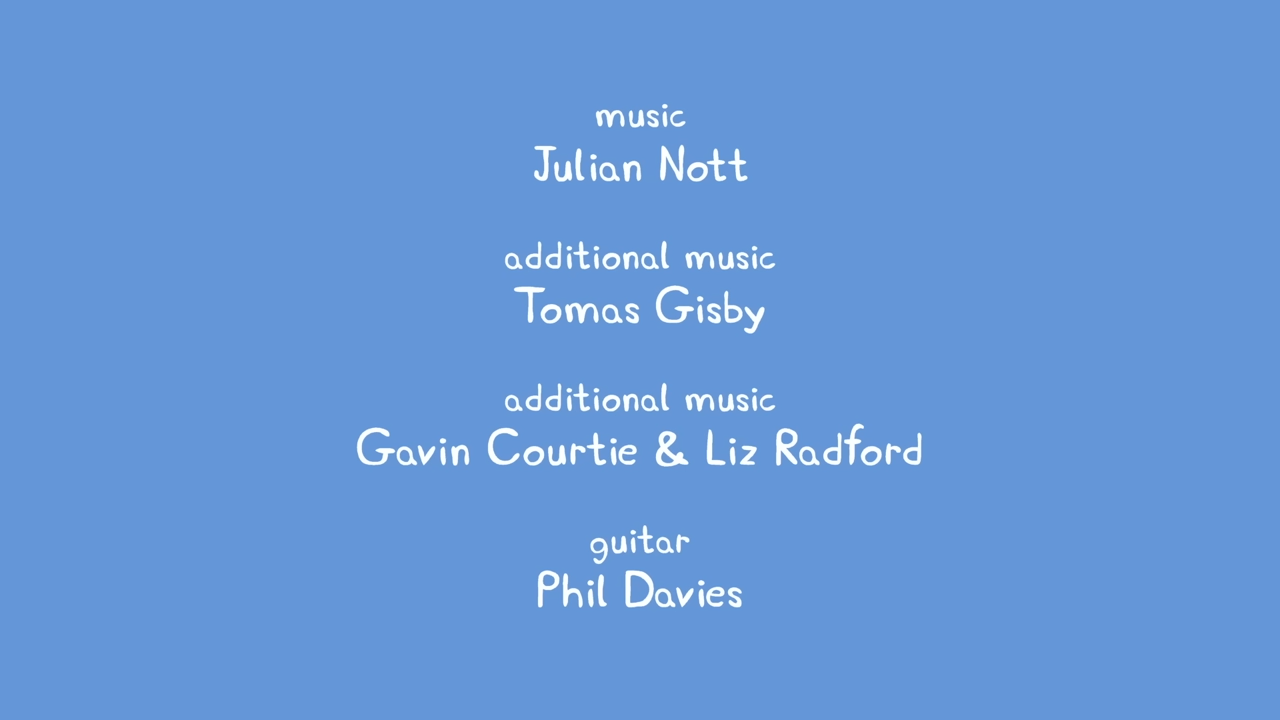 music
Julian Nott
additional music
Tomas Gisby
additional music
Gavin Courtie & Liz Radford
guitar
Phil Davies